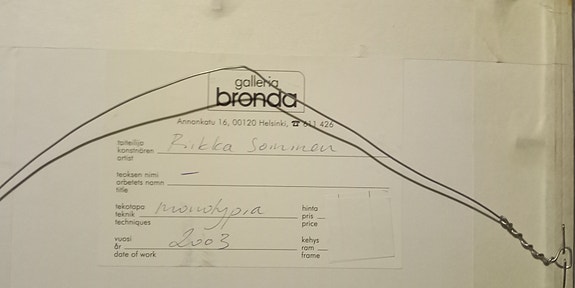 galleria
bronda
Annankatu 16, 00120 Helsinki, ☎ 611 426
taiteilija
konstnären Riikka Sominen
artist
teoksen nimi —
arbetets namn
title
tekotapa monotypia hinta
teknik pris
techniques price
vuosi 2003 kehys
år ram
date of work frame